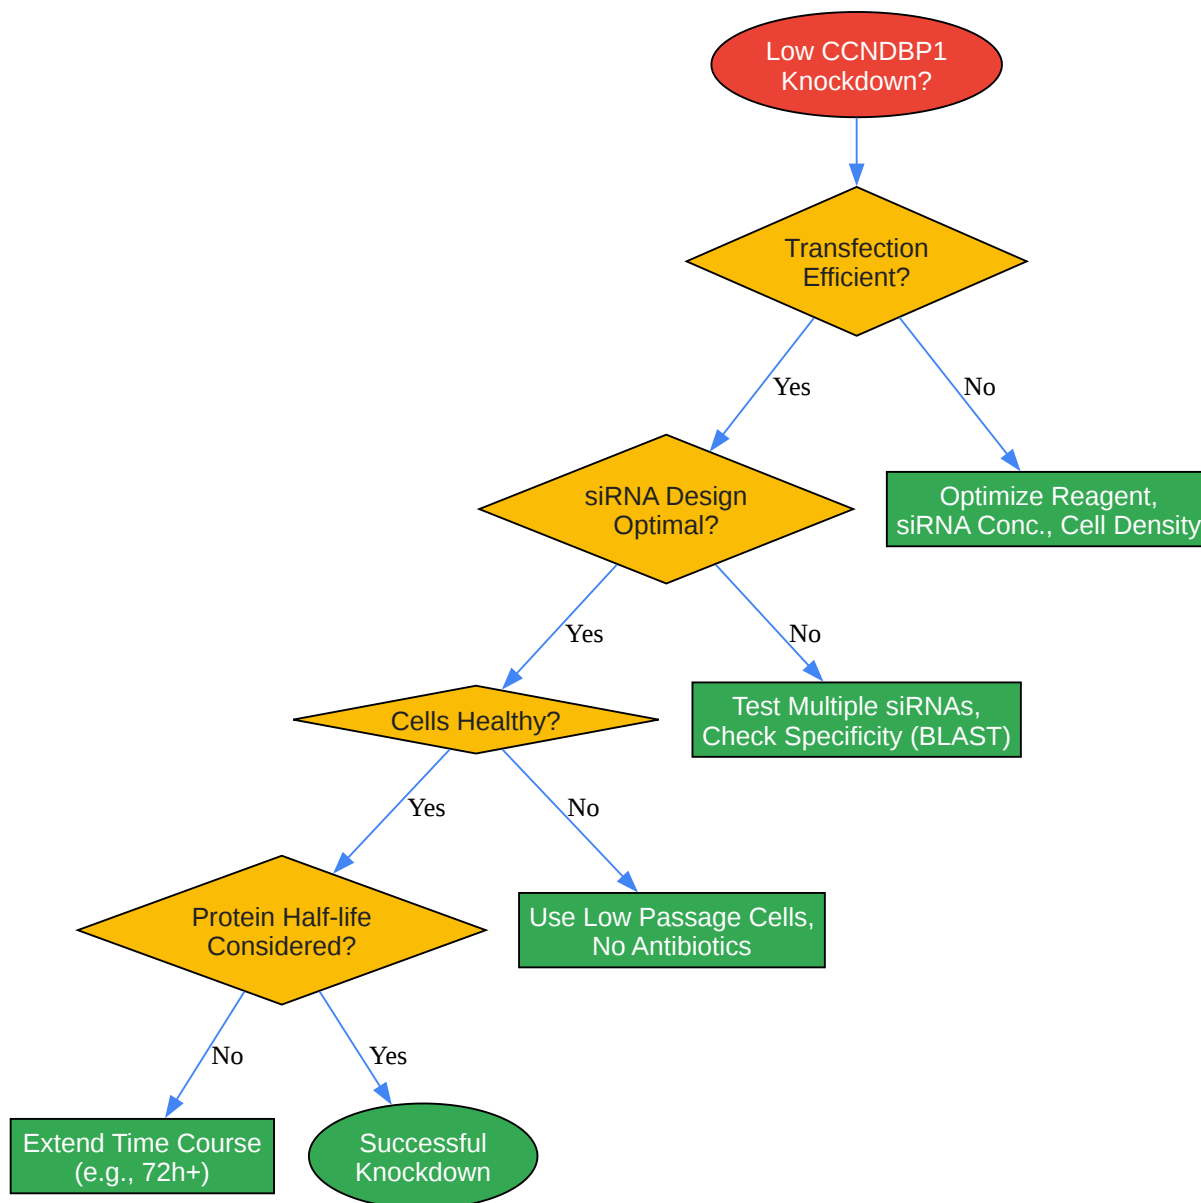 Low CCNDBP1
Knockdown?
Transfection
Efficient?
Yes
No
siRNA Design
Optimal?
Optimize Reagent,
siRNA Conc., Cell Density
Yes
No
Cells Healthy?
Test Multiple siRNAs,
Check Specificity (BLAST)
Yes
No
Protein Half-life
Considered?
Use Low Passage Cells,
No Antibiotics
No
Yes
Extend Time Course
(e.g., 72h+)
Successful
Knockdown